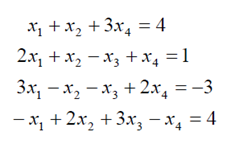 x₁ + x₂ + 3x₄ = 4
2x₁ + x₂ − x₃ + x₄ = 1
3x₁ − x₂ − x₃ + 2x₄ = −3
−x₁ + 2x₂ + 3x₃ − x₄ = 4